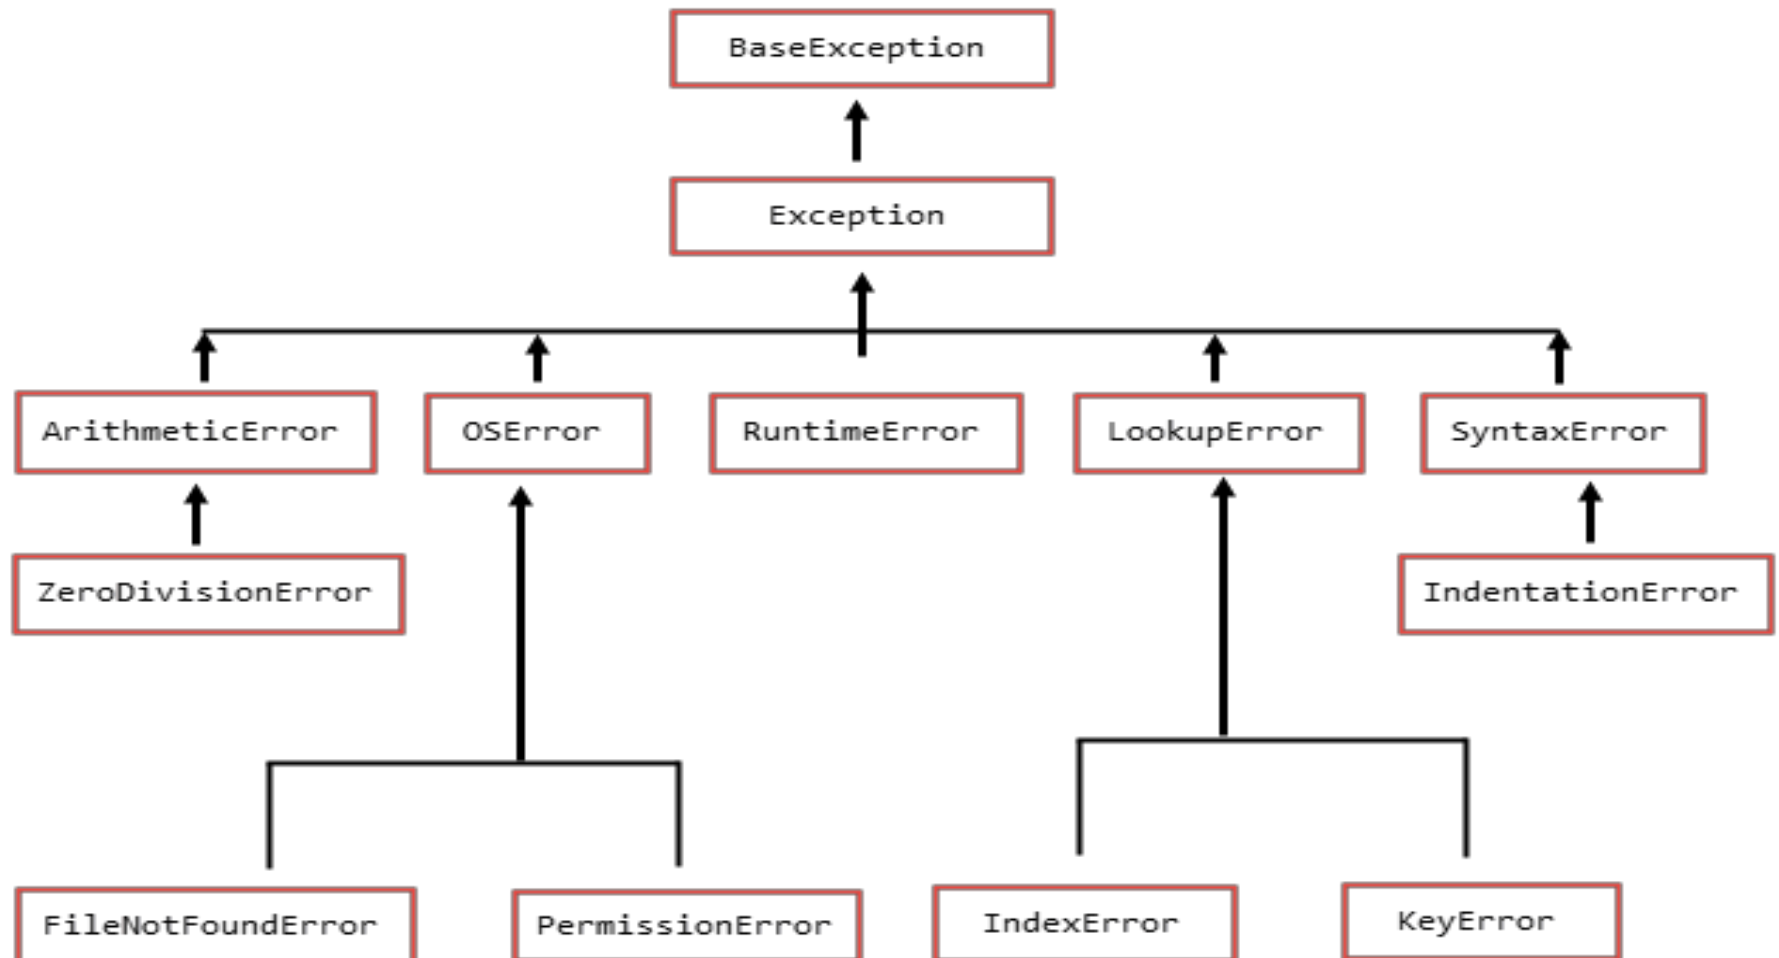 BaseException
Exception
ArithmeticError
OSError
RuntimeError
LookupError
SyntaxError
ZeroDivisionError
IndentationError
FileNotFoundError
PermissionError
IndexError
KeyError